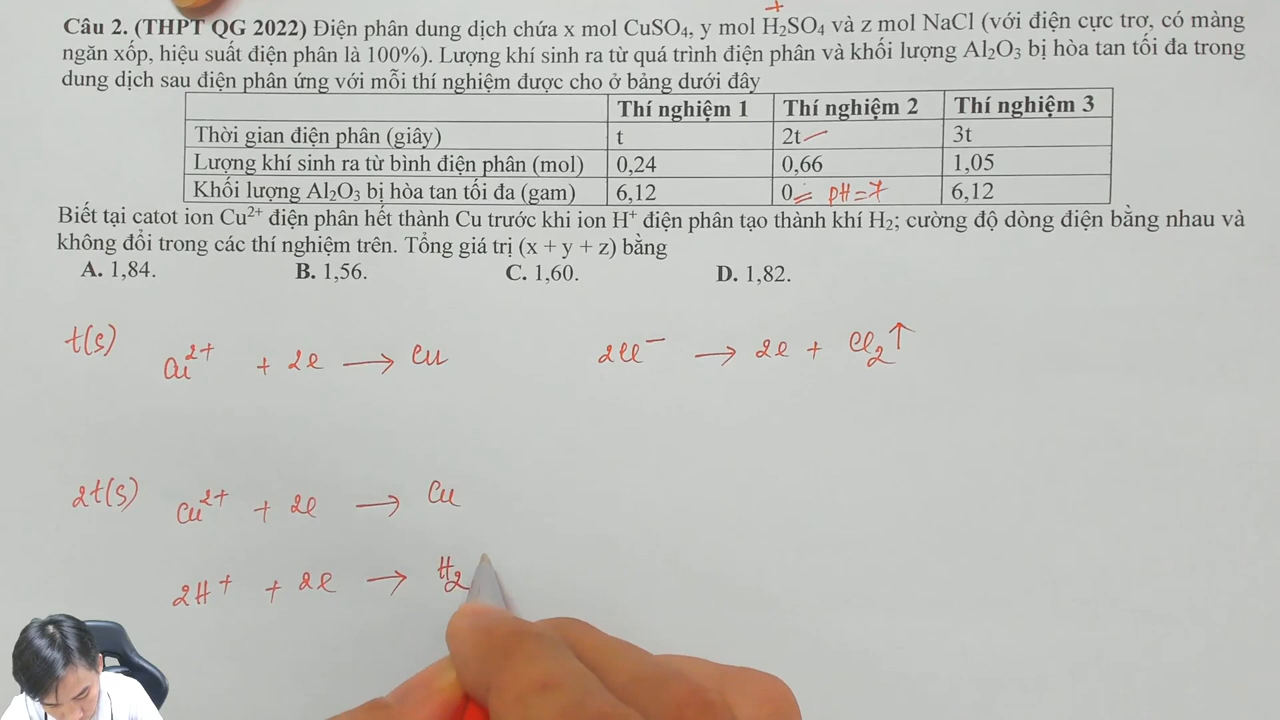 Câu 2. (THPT QG 2022) Điện phân dung dịch chứa x mol CuSO₄, y mol H₂SO₄ và z mol NaCl (với điện cực trơ, có màng
ngăn xốp, hiệu suất điện phân là 100%). Lượng khí sinh ra từ quá trình điện phân và khối lượng Al₂O₃ bị hòa tan tối đa trong
dung dịch sau điện phân ứng với mỗi thí nghiệm được cho ở bảng dưới đây
Thí nghiệm 1 Thí nghiệm 2 Thí nghiệm 3
Thời gian điện phân (giây) t 2t 3t
Lượng khí sinh ra từ bình điện phân (mol) 0,24 0,66 1,05
Khối lượng Al₂O₃ bị hòa tan tối đa (gam) 6,12 0 pH=7 6,12
Biết tại catot ion Cu²⁺ điện phân hết thành Cu trước khi ion H⁺ điện phân tạo thành khí H₂; cường độ dòng điện bằng nhau và
không đổi trong các thí nghiệm trên. Tổng giá trị (x + y + z) bằng
A. 1,84. B. 1,56. C. 1,60. D. 1,82.
t(s) Cu²⁺ + 2e → Cu 2Cl⁻ → 2e + Cl₂↑
2t(s) Cu²⁺ + 2e → Cu
2H⁺ + 2e → H₂